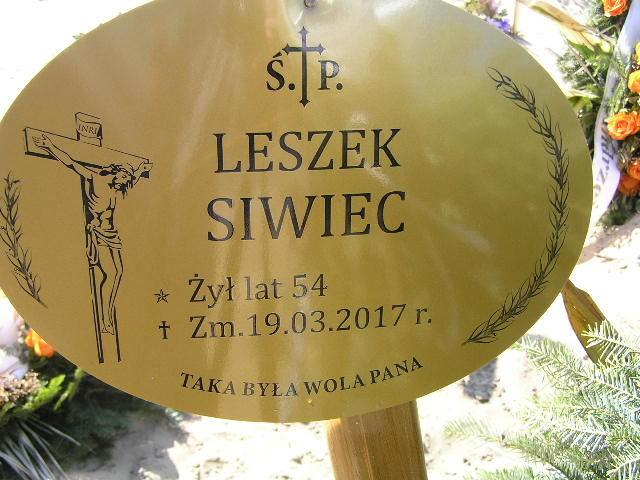 Ś.P.
INRI
LESZEK
SIWIEC
Żył lat 54
Zm.19.03.2017 r.
TAKA BYŁA WOLA PANA